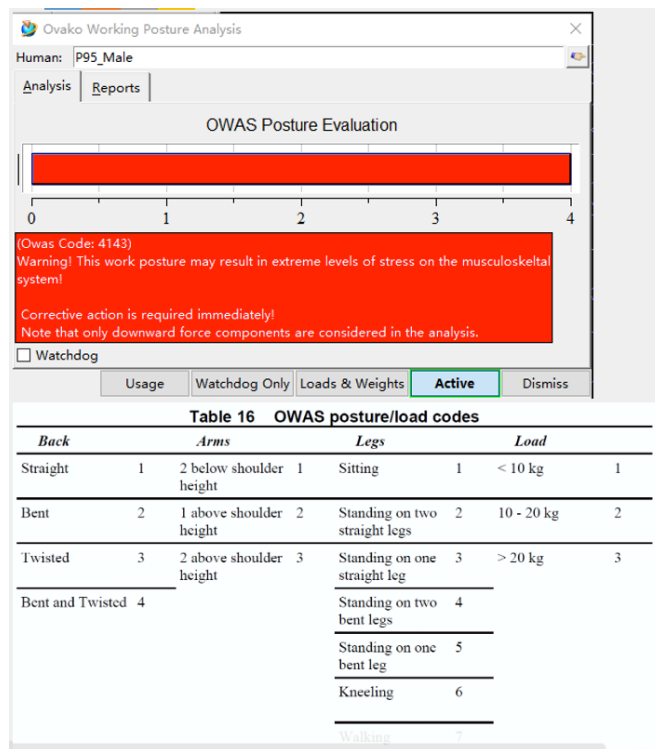 Ovako Working Posture Analysis
Human: P95_Male
Analysis Reports
OWAS Posture Evaluation
0 1 2 3 4
(Owas Code: 4143)
Warning! This work posture may result in extreme levels of stress on the musculoskeltal
system!
Corrective action is required immediately!
Note that only downward force components are considered in the analysis.
Watchdog
Usage Watchdog Only Loads & Weights Active Dismiss
Table 16 OWAS posture/load codes
Back Arms Legs Load
Straight 1 2 below shoulder 1 Sitting 1 < 10 kg 1
height
Bent 2 1 above shoulder 2 Standing on two 2 10 - 20 kg 2
height straight legs
Twisted 3 2 above shoulder 3 Standing on one 3 > 20 kg 3
height straight leg
Bent and Twisted 4 Standing on two 4
bent legs
Standing on one 5
bent leg
Kneeling 6
Walking 7